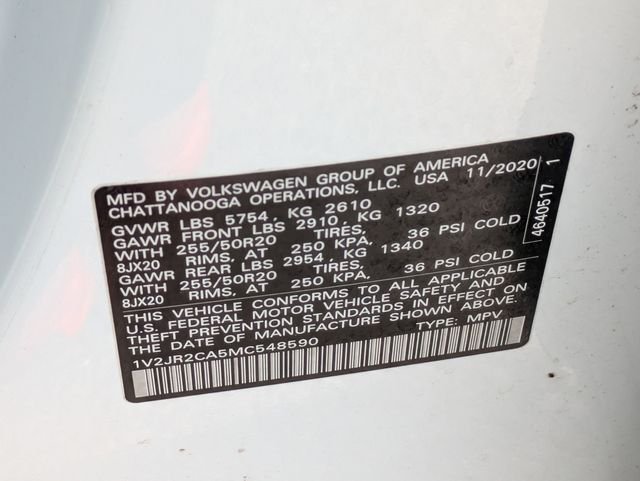 MFD BY VOLKSWAGEN GROUP OF AMERICA
CHATTANOOGA OPERATIONS, LLC. USA 11/2020
GVWR LBS 5754, KG 2610
GAWR FRONT LBS 2910, KG 1320
WITH 255/50R20 TIRES,
8JX20 RIMS, AT 250 KPA, 36 PSI COLD
GAWR REAR LBS 2954, KG 1340
WITH 255/50R20 TIRES,
8JX20 RIMS, AT 250 KPA, 36 PSI COLD
THIS VEHICLE CONFORMS TO ALL APPLICABLE
U.S. FEDERAL MOTOR VEHICLE SAFETY AND
THEFT PREVENTION STANDARDS IN EFFECT ON
THE DATE OF MANUFACTURE SHOWN ABOVE.
1V2JR2CA5MC548590 TYPE: MPV
4640517 1